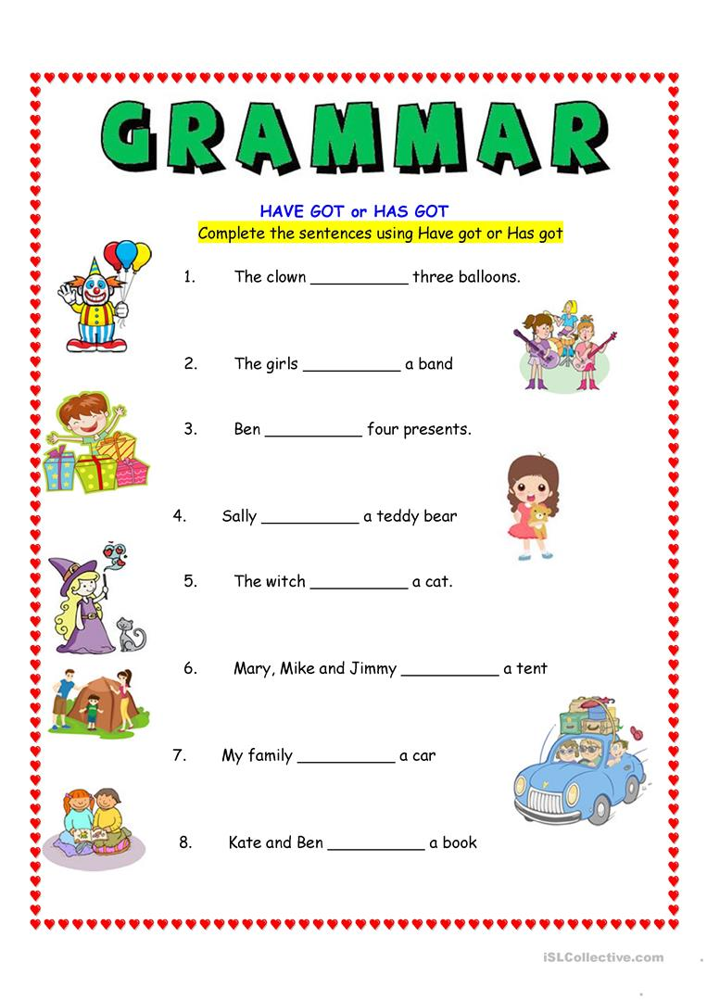 GRAMMAR
HAVE GOT or HAS GOT
Complete the sentences using Have got or Has got
1. The clown __________ three balloons.
2. The girls __________ a band
3. Ben __________ four presents.
4. Sally __________ a teddy bear
5. The witch __________ a cat.
6. Mary, Mike and Jimmy __________ a tent
7. My family __________ a car
8. Kate and Ben __________ a book
iSLCollective.com